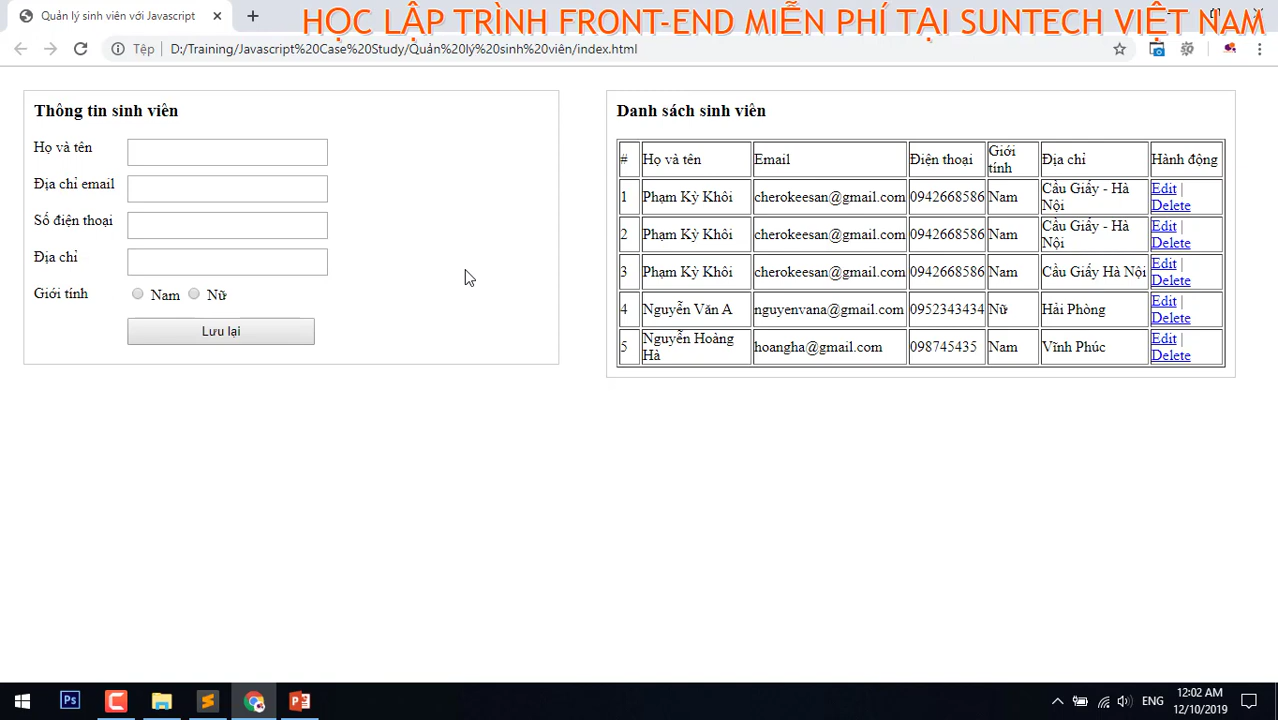 Quản lý sinh viên với Javascript
HỌC LẬP TRÌNH FRONT-END MIỄN PHÍ TẠI SUNTECH VIỆT NAM
Tệp D:/Training/Javascript%20Case%20Study/Quản%20lý%20sinh%20viên/index.html
Thông tin sinh viên
Họ và tên
Địa chỉ email
Số điện thoại
Địa chỉ
Giới tính Nam Nữ
Lưu lại
Danh sách sinh viên
# Họ và tên Email Điện thoại Giới tính Địa chỉ Hành động
1 Phạm Kỳ Khôi cherokeesan@gmail.com 0942668586 Nam Cầu Giấy - Hà Nội Edit | Delete
2 Phạm Kỳ Khôi cherokeesan@gmail.com 0942668586 Nam Cầu Giấy - Hà Nội Edit | Delete
3 Phạm Kỳ Khôi cherokeesan@gmail.com 0942668586 Nam Cầu Giấy Hà Nội Edit | Delete
4 Nguyễn Văn A nguyenvana@gmail.com 0952343434 Nữ Hải Phòng Edit | Delete
5 Nguyễn Hoàng Hà hoangha@gmail.com 098745435 Nam Vĩnh Phúc Edit | Delete
Ps
ENG
12:02 AM
12/10/2019